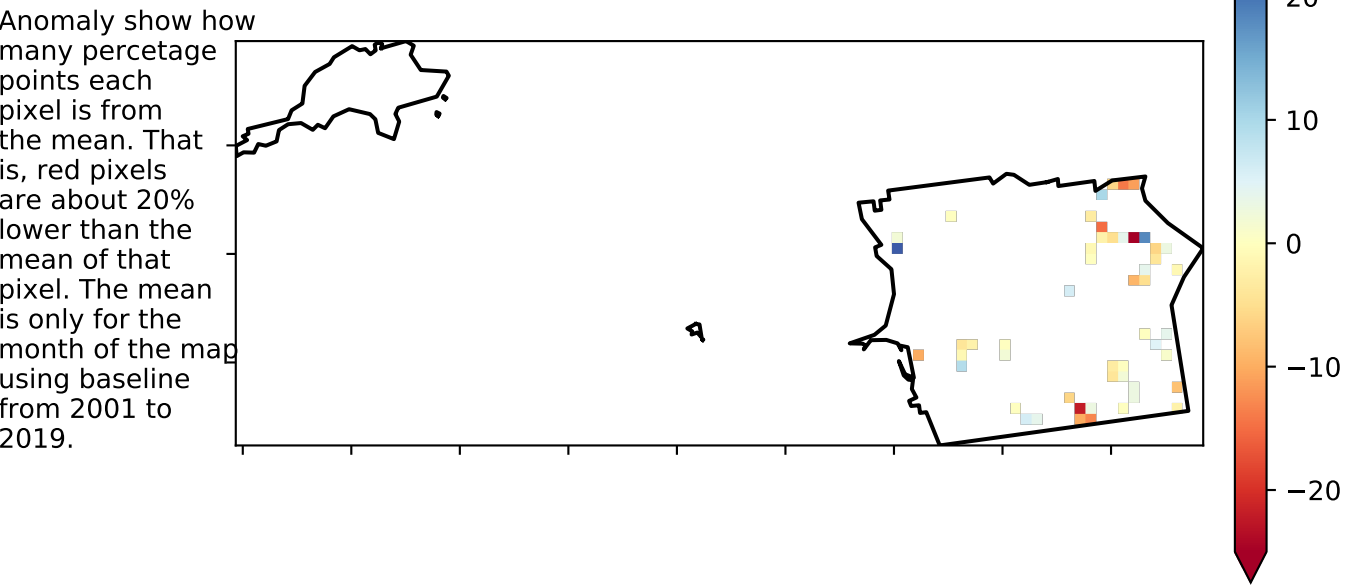 Anomaly show how
many percetage
points each
pixel is from
the mean. That
is, red pixels
are about 20%
lower than the
mean of that
pixel. The mean
is only for the
month of the map
using baseline
from 2001 to
2019.
20
10
0
−10
−20